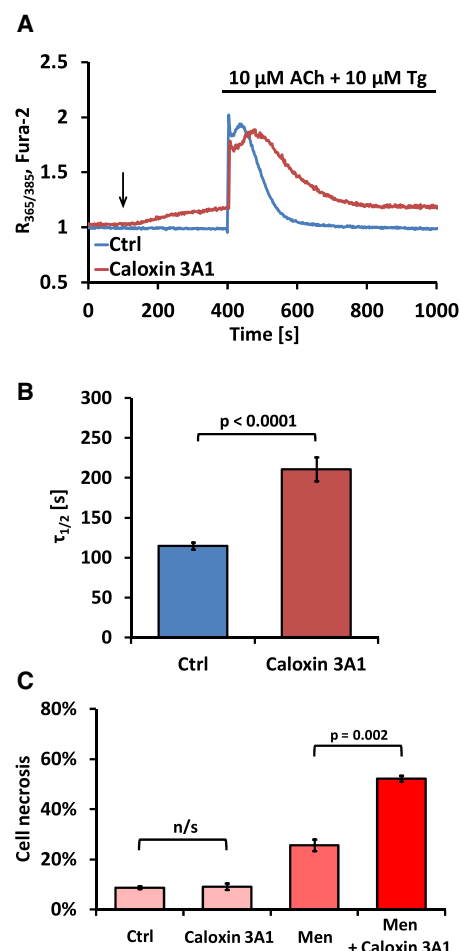 A
10 µM ACh + 10 µM Tg
R365/385, Fura-2
2.5
2
1.5
1
0.5
Ctrl
Caloxin 3A1
0 200 400 600 800 1000
Time [s]
B
τ1/2 [s]
300
250
200
150
100
50
0
p < 0.0001
Ctrl Caloxin 3A1
C
Cell necrosis
80%
60%
40%
20%
0%
p = 0.002
n/s
Ctrl Caloxin 3A1 Men Men
+ Caloxin 3A1